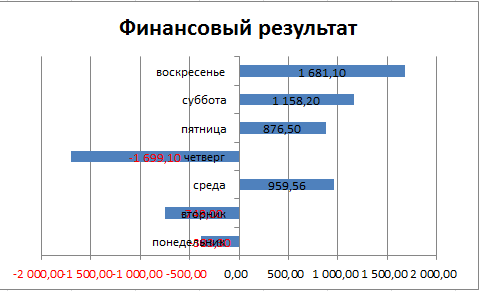 Финансовый результат
воскресенье 1 681,10
суббота 1 158,20
пятница 876,50
-1 699,10 четверг
среда 959,56
вторник
понедельник
-2 000,00 -1 500,00 -1 000,00 -500,00 0,00 500,00 1 000,00 1 500,00 2 000,00